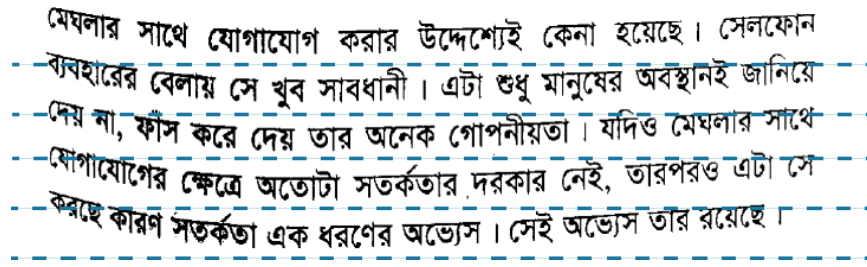 মেঘলার সাথে যোগাযোগ করার উদ্দেশ্যেই কেনা হয়েছে। সেলফোন
ব্যবহারের বেলায় সে খুব সাবধানী। এটা শুধু মানুষের অবস্থানই জানিয়ে
দেয় না, ফাঁস করে দেয় তার অনেক গোপনীয়তা। যদিও মেঘলার সাথে
যোগাযোগের ক্ষেত্রে অতোটা সতর্কতার দরকার নেই, তারপরও এটা সে
করছে কারণ সতর্কতা এক ধরণের অভ্যেস। সেই অভ্যেস তার রয়েছে।